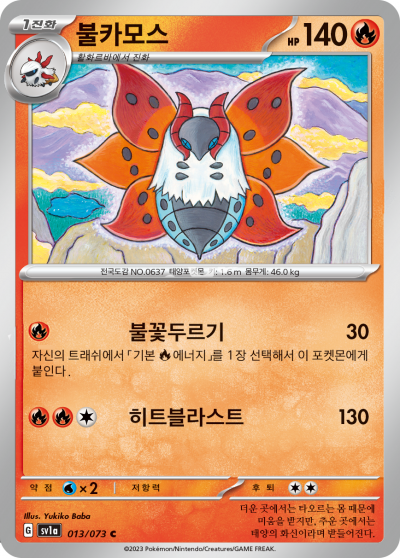 1진화 불카모스 HP 140
활화르바에서 진화
전국도감 NO.0637 태양포켓몬 키: 1.6 m 몸무게: 46.0 kg
불꽃두르기 30
자신의 트래쉬에서 「기본 에너지」를 1장 선택해서 이 포켓몬에게
붙인다.
히트블라스트 130
약점 ×2 저항력 후퇴
Illus. Yukiko Baba
G sv1a 013/073 C
더운 곳에서는 타오르는 몸 때문에
미움을 받지만, 추운 곳에서는
태양의 화신이라며 받들어진다.
©2023 Pokémon/Nintendo/Creatures/GAME FREAK.